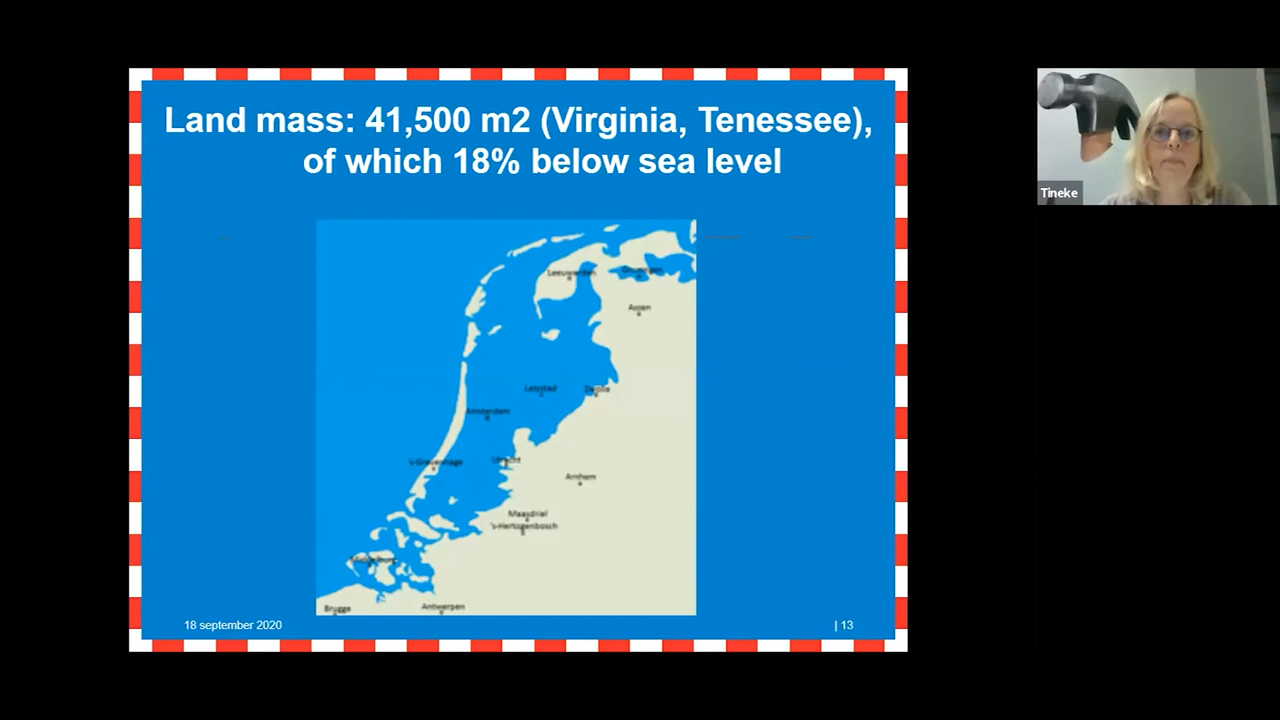 Land mass: 41,500 m2 (Virginia, Tenessee),
of which 18% below sea level
Tineke
Leeuwarden
Groningen
Assen
Lelystad
Zwolle
Amsterdam
's-Gravenhage
Utrecht
Arnhem
Maasdriel
's-Hertogenbosch
Middelburg
Brugge
Antwerpen
18 september 2020
| 13